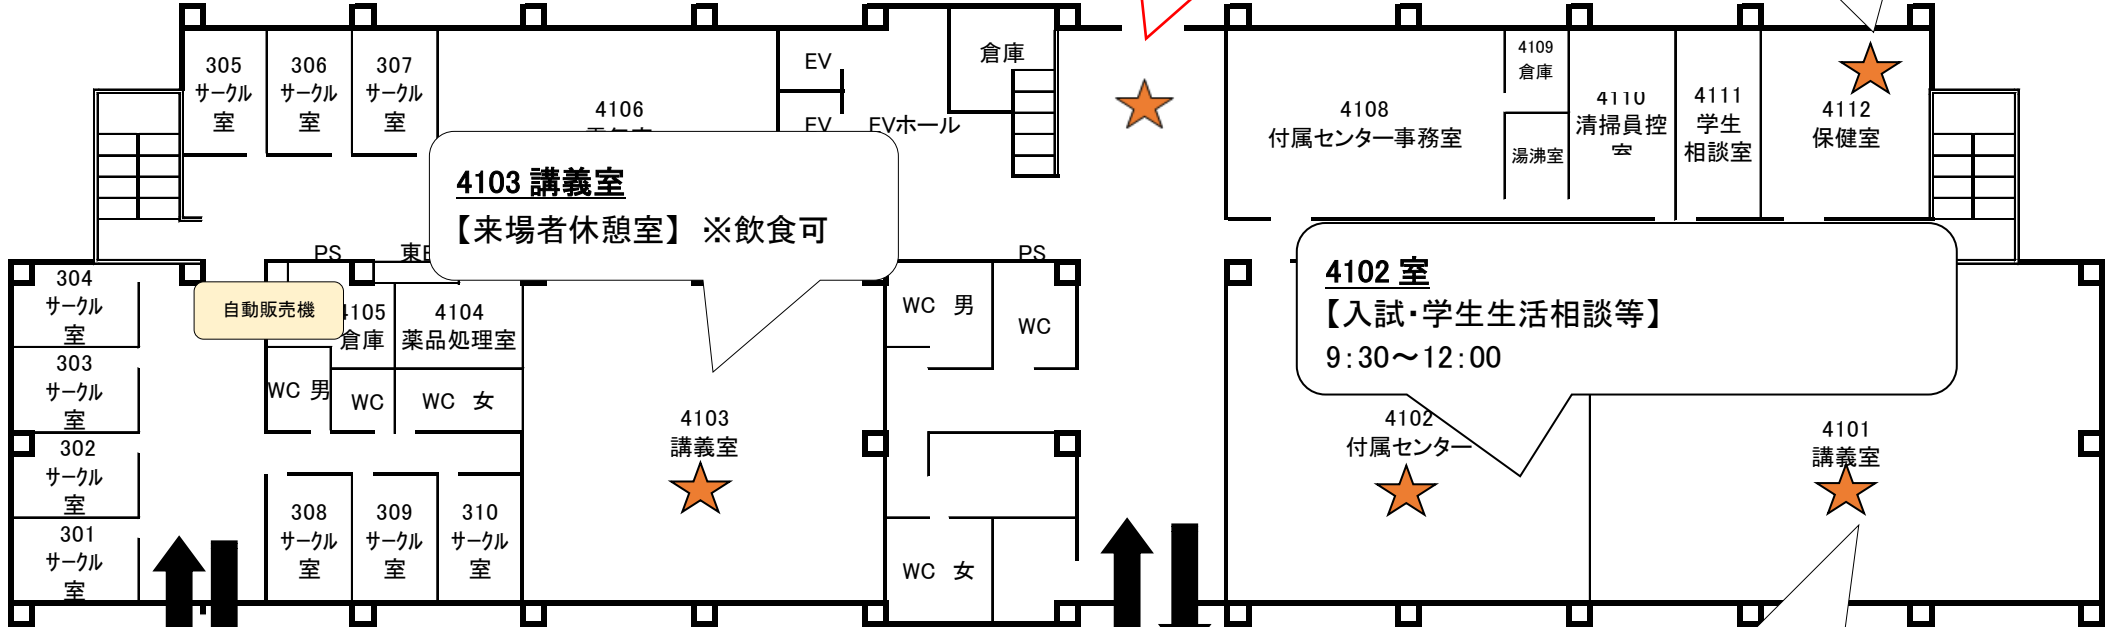 305
サークル
室
306
サークル
室
307
サークル
室
4106
EV
EV
EVホール
倉庫
4108
付属センター事務室
4109
倉庫
湯沸室
4110
清掃員控
室
4111
学生
相談室
4112
保健室
4103 講義室
【来場者休憩室】 ※飲食可
PS
PS
4102 室
【入試・学生生活相談等】
9:30～12:00
304
サークル
室
自動販売機
4105
倉庫
4104
薬品処理室
WC 男
WC
303
サークル
室
WC 男
WC
WC 女
302
サークル
室
4103
講義室
4102
付属センター
4101
講義室
301
サークル
室
308
サークル
室
309
サークル
室
310
サークル
室
WC 女